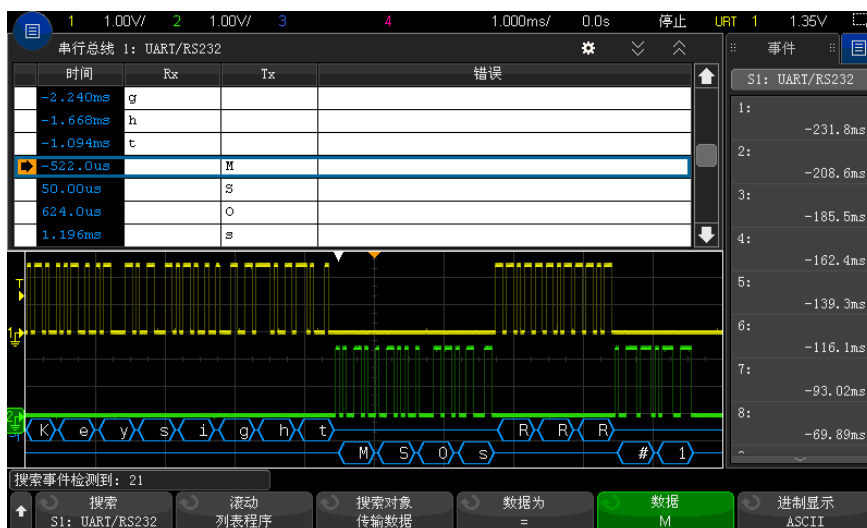 1 1.00V/ 2 1.00V/ 3 4 1.000ms/ 0.0s 停止 URT 1 1.35V
串行总线 1: UART/RS232
事件
时间 Rx Tx 错误
S1: UART/RS232
-2.240ms g
-1.668ms h
-1.094ms t
-522.0us M
50.00us S
624.0us O
1.196ms s
1:
-231.8ms
2:
-208.6ms
3:
-185.5ms
4:
-162.4ms
5:
-139.3ms
6:
-116.1ms
7:
-93.02ms
8:
-69.89ms
T
1
2
S1
K e y s i g h t R R R
M S O s # 1
搜索事件检测到: 21
搜索
S1: UART/RS232
滚动
列表程序
搜索对象
传输数据
数据为
=
数据
M
进制显示
ASCII